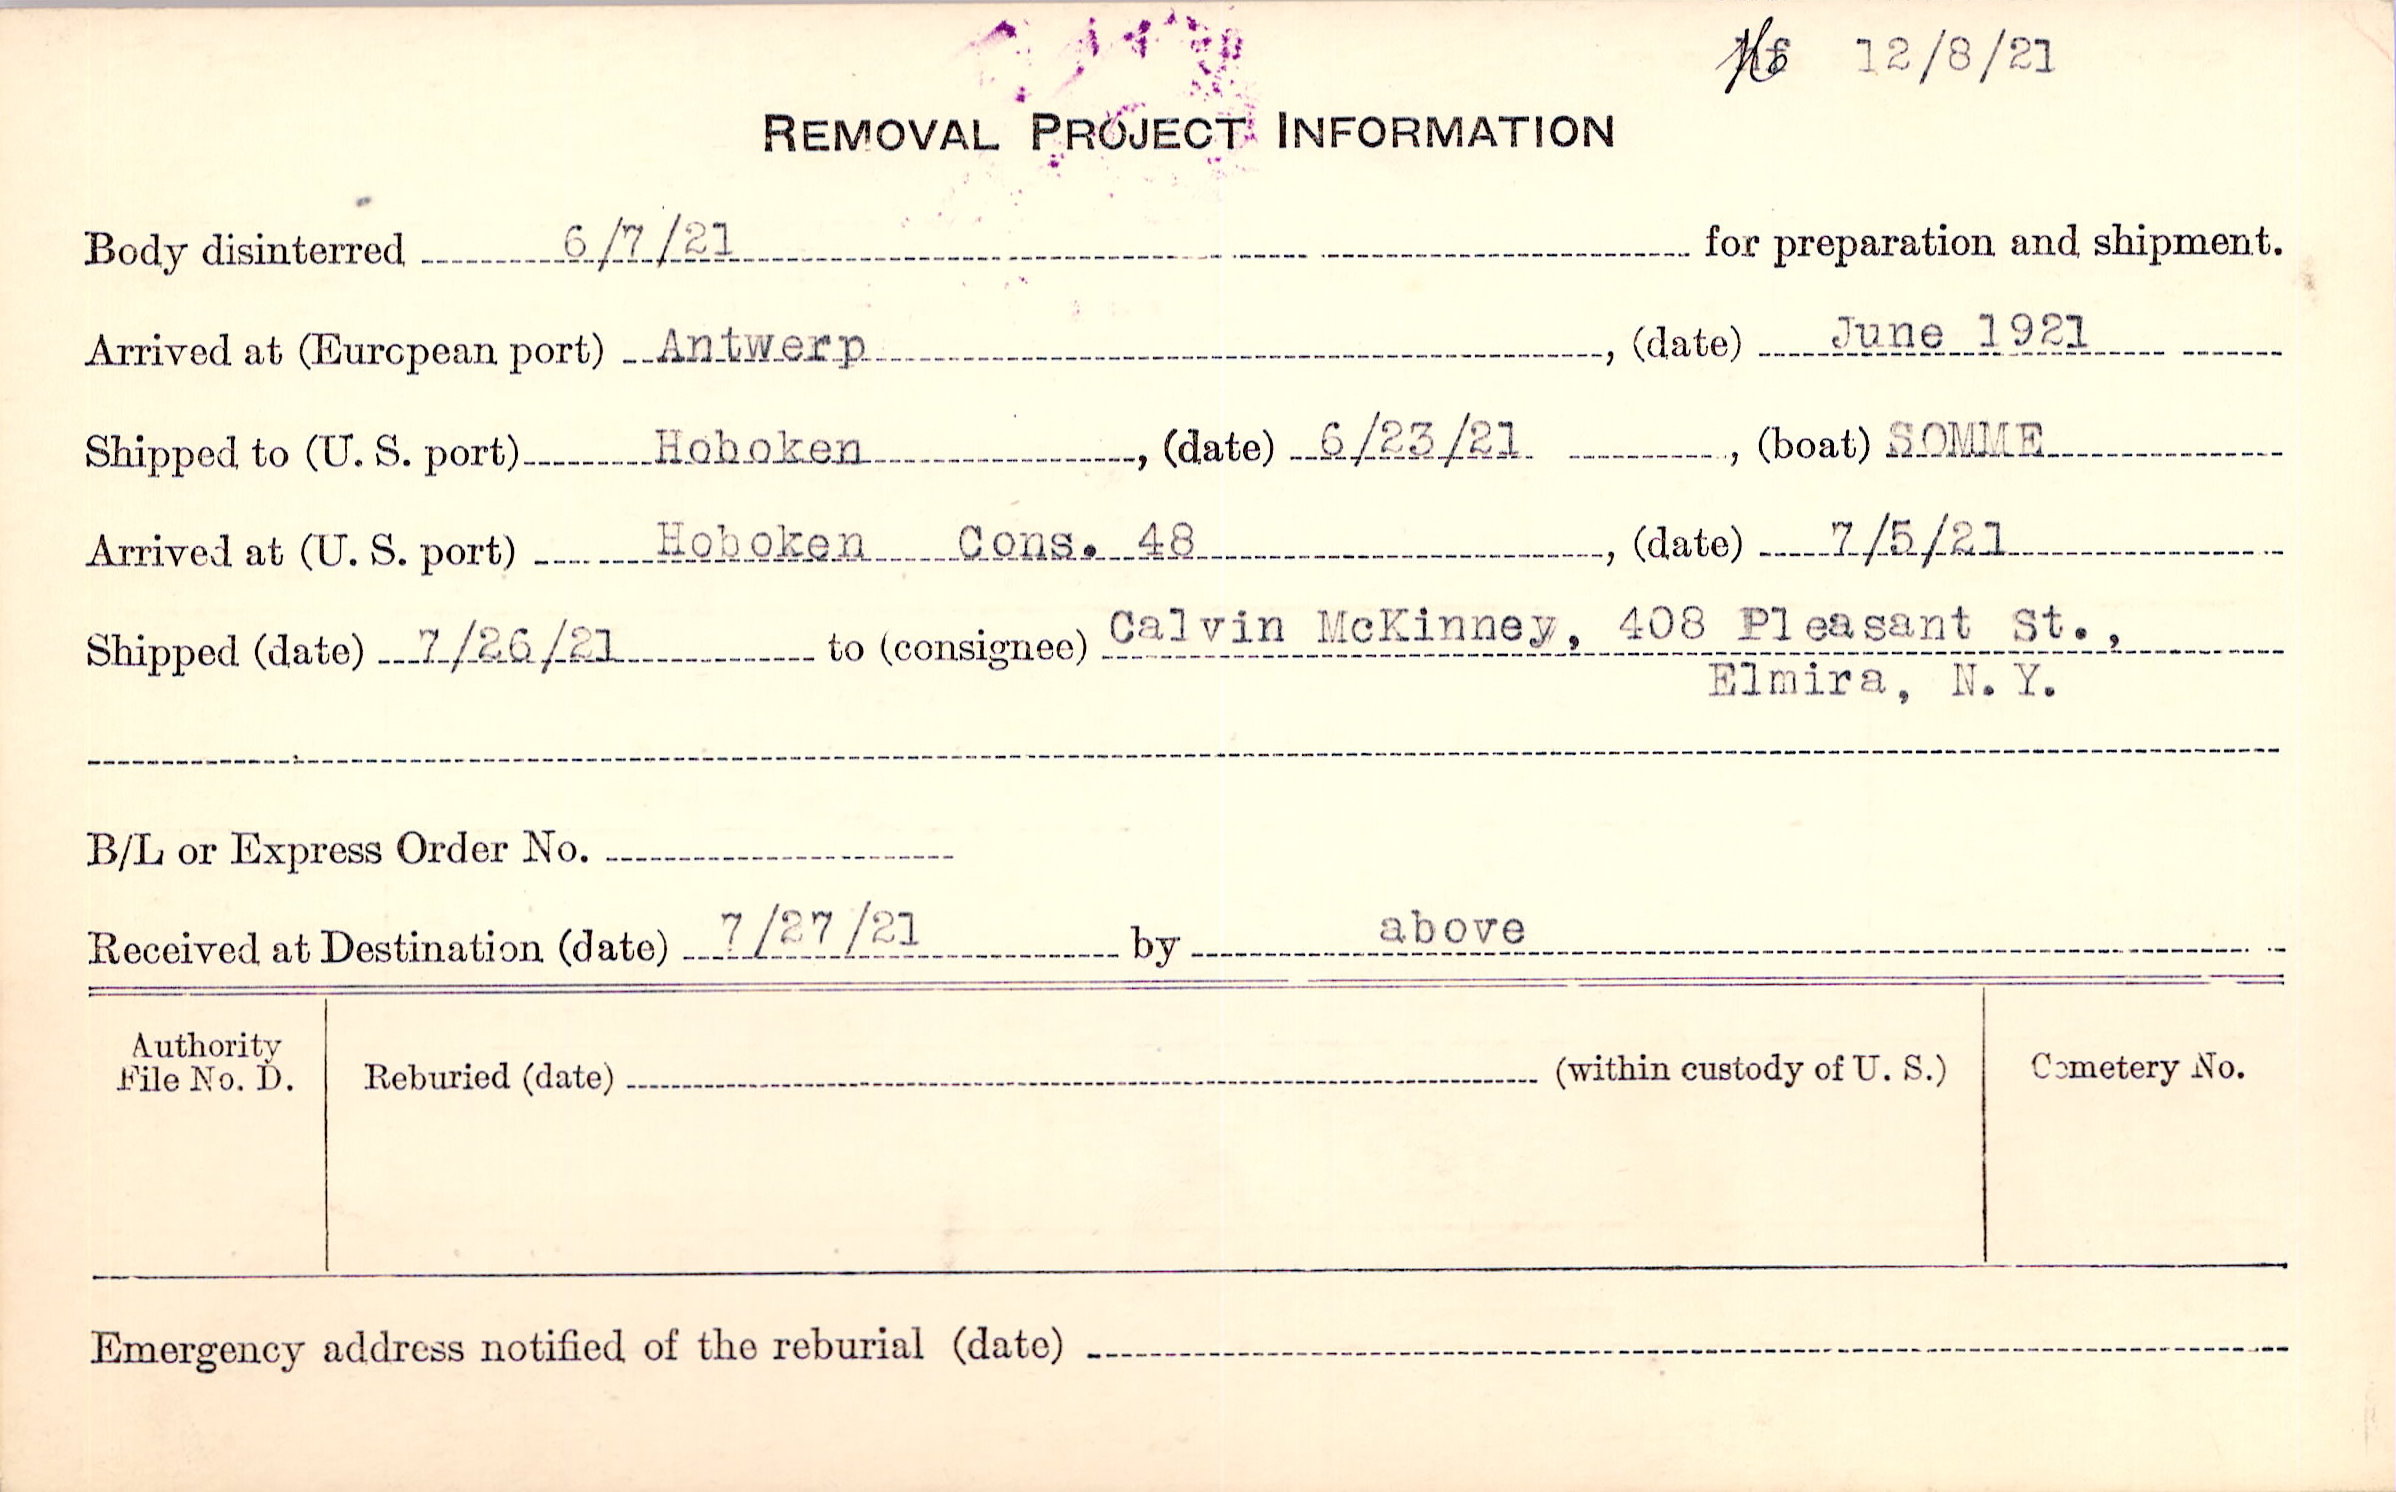 12/8/21
REMOVAL PROJECT INFORMATION
Body disinterred 6/7/21 for preparation and shipment.
Arrived at (European port) Antwerp, (date) June 1921
Shipped to (U. S. port) Hoboken, (date) 6/23/21, (boat) SOMME
Arrived at (U. S. port) Hoboken Cons. 48, (date) 7/5/21
Shipped (date) 7/26/21 to (consignee) Calvin McKinney, 408 Pleasant St.,
Elmira, N.Y.
B/L or Express Order No.
Received at Destination (date) 7/27/21 by above
Authority
File No. D.
Reburied (date) (within custody of U. S.)
Cemetery No.
Emergency address notified of the reburial (date)